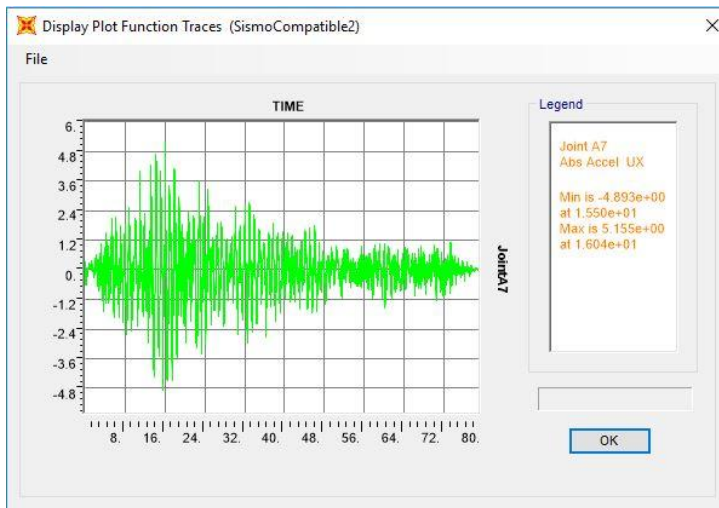 Display Plot Function Traces (SismoCompatible2)
File
TIME
6.
4.8
3.6
2.4
1.2
0.
-1.2
-2.4
-3.6
-4.8
8. 16. 24. 32. 40. 48. 56. 64. 72. 80.
JointA7
Legend
Joint A7
Abs Accel UX
Min is -4.893e+00
at 1.550e+01
Max is 5.155e+00
at 1.604e+01
OK